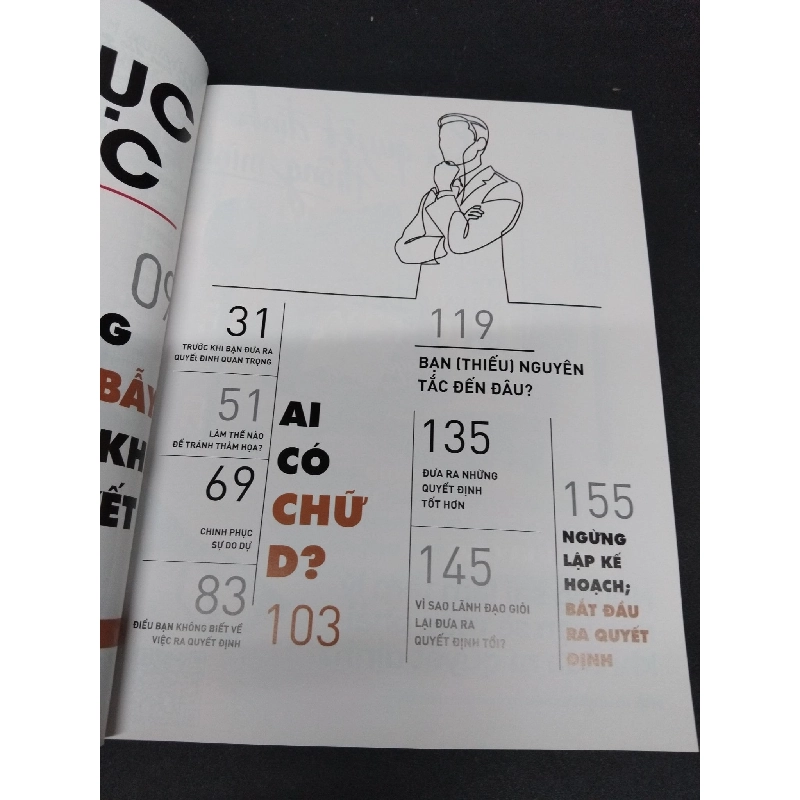 ỤC
C
09
G
BẪY
KH
ẾT
31
TRƯỚC KHI BẠN ĐƯA RA
QUYẾT ĐỊNH QUAN TRỌNG
51
LÀM THẾ NÀO
ĐỂ TRÁNH THẢM HỌA?
69
CHINH PHỤC
SỰ DO DỰ
83
ĐIỀU BẠN KHÔNG BIẾT VỀ
VIỆC RA QUYẾT ĐỊNH
AI
CÓ
CHỮ
D?
103
119
BẠN (THIẾU) NGUYÊN
TẮC ĐẾN ĐÂU?
135
ĐƯA RA NHỮNG
QUYẾT ĐỊNH
TỐT HƠN
145
VÌ SAO LÃNH ĐẠO GIỎI
LẠI ĐƯA RA
QUYẾT ĐỊNH TỒI?
155
NGỪNG
LẬP KẾ
HOẠCH;
BẮT ĐẦU
RA QUYẾT
ĐỊNH